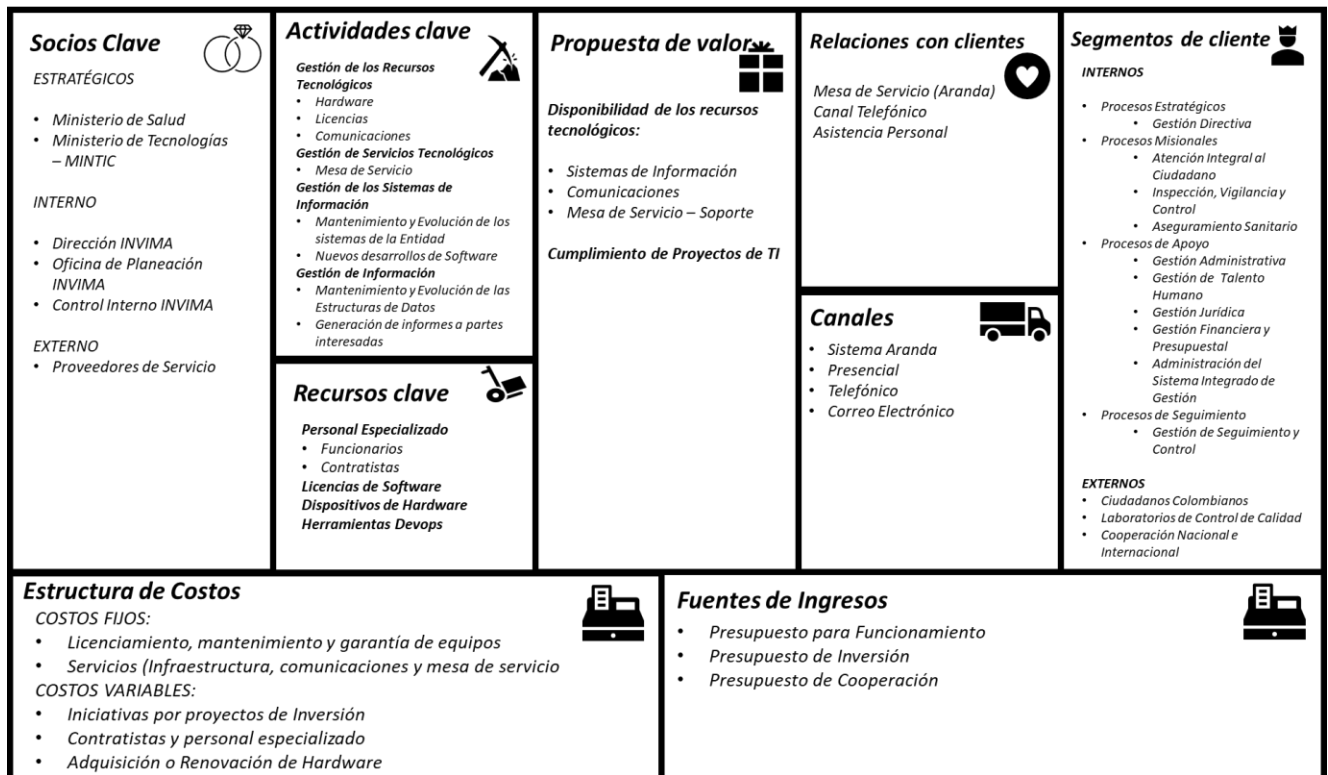 Socios Clave
ESTRATÉGICOS
• Ministerio de Salud
• Ministerio de Tecnologías
– MINTIC
INTERNO
• Dirección INVIMA
• Oficina de Planeación
INVIMA
• Control Interno INVIMA
EXTERNO
• Proveedores de Servicio
Actividades clave
Gestión de los Recursos
Tecnológicos
• Hardware
• Licencias
• Comunicaciones
Gestión de Servicios Tecnológicos
• Mesa de Servicio
Gestión de los Sistemas de
Información
• Mantenimiento y Evolución de los
sistemas de la Entidad
• Nuevos desarrollos de Software
Gestión de Información
• Mantenimiento y Evolución de las
Estructuras de Datos
• Generación de informes a partes
interesadas
Recursos clave
Personal Especializado
• Funcionarios
• Contratistas
Licencias de Software
Dispositivos de Hardware
Herramientas Devops
Propuesta de valor
Disponibilidad de los recursos
tecnológicos:
• Sistemas de Información
• Comunicaciones
• Mesa de Servicio – Soporte
Cumplimiento de Proyectos de TI
Relaciones con clientes
Mesa de Servicio (Aranda)
Canal Telefónico
Asistencia Personal
Canales
• Sistema Aranda
• Presencial
• Telefónico
• Correo Electrónico
Segmentos de cliente
INTERNOS
• Procesos Estratégicos
• Gestión Directiva
• Procesos Misionales
• Atención Integral al
Ciudadano
• Inspección, Vigilancia y
Control
• Aseguramiento Sanitario
• Procesos de Apoyo
• Gestión Administrativa
• Gestión de Talento
Humano
• Gestión Jurídica
• Gestión Financiera y
Presupuestal
• Administración del
Sistema Integrado de
Gestión
• Procesos de Seguimiento
• Gestión de Seguimiento y
Control
EXTERNOS
• Ciudadanos Colombianos
• Laboratorios de Control de Calidad
• Cooperación Nacional e
Internacional
Estructura de Costos
COSTOS FIJOS:
• Licenciamiento, mantenimiento y garantía de equipos
• Servicios (Infraestructura, comunicaciones y mesa de servicio
COSTOS VARIABLES:
• Iniciativas por proyectos de Inversión
• Contratistas y personal especializado
• Adquisición o Renovación de Hardware
Fuentes de Ingresos
• Presupuesto para Funcionamiento
• Presupuesto de Inversión
• Presupuesto de Cooperación